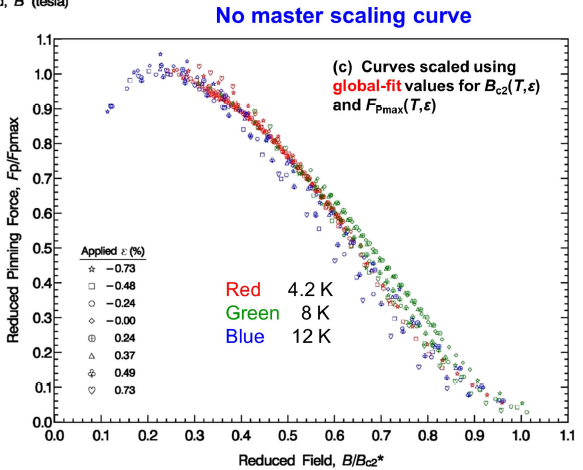 d, B (tesla)
No master scaling curve
(c) Curves scaled using
global-fit values for Bc2(T,ε)
and FPmax(T,ε)
Reduced Pinning Force, Fp/Fpmax
1.1
1.0
0.9
0.8
0.7
0.6
0.5
0.4
0.3
0.2
0.1
0.0
Applied ε (%)
−0.73
−0.48
−0.24
−0.00
0.24
0.37
0.49
0.73
Red 4.2 K
Green 8 K
Blue 12 K
0.0 0.1 0.2 0.3 0.4 0.5 0.6 0.7 0.8 0.9 1.0 1.1
Reduced Field, B/Bc2*